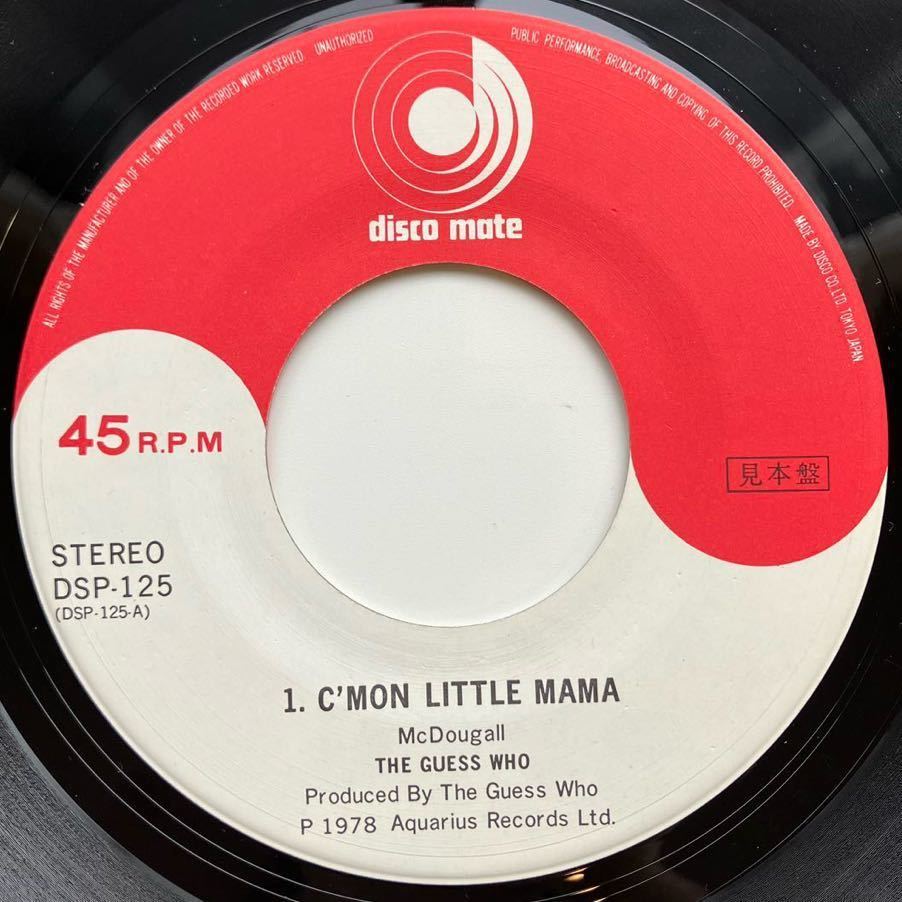 ALL RIGHTS OF THE MANUFACTURER AND OF THE OWNER OF THE RECORDED WORK RESERVED. UNAUTHORIZED PUBLIC PERFORMANCE, BROADCASTING AND COPYING OF THIS RECORD PROHIBITED. MADE BY DISCO CO., LTD. TOKYO JAPAN
disco mate
45 R.P.M
見本盤
STEREO
DSP-125
(DSP-125-A)
1. C'MON LITTLE MAMA
McDougall
THE GUESS WHO
Produced By The Guess Who
P 1978 Aquarius Records Ltd.